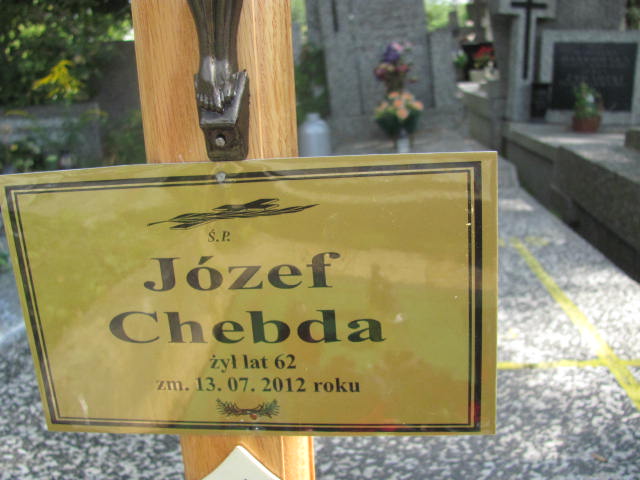 Ś.P.
Józef
Chebda
żył lat 62
zm. 13. 07. 2012 roku